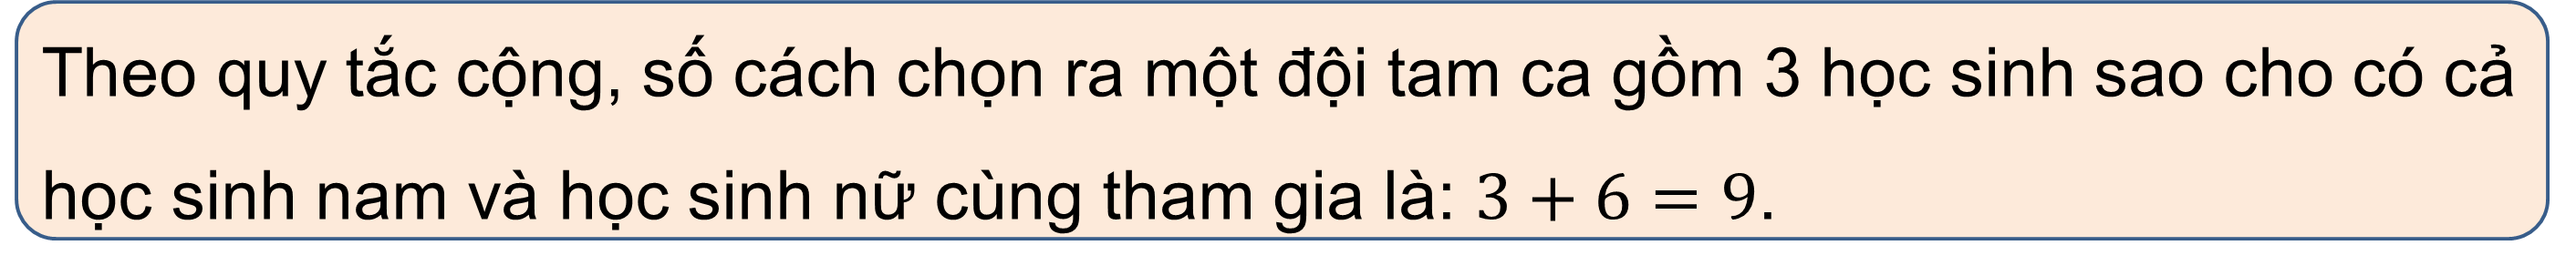 Theo quy tắc cộng, số cách chọn ra một đội tam ca gồm 3 học sinh sao cho có cả
học sinh nam và học sinh nữ cùng tham gia là: 3 + 6 = 9.